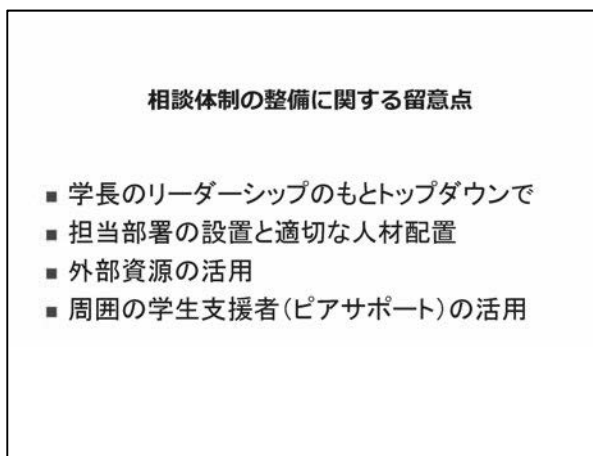 相談体制の整備に関する留意点
■ 学長のリーダーシップのもとトップダウンで
■ 担当部署の設置と適切な人材配置
■ 外部資源の活用
■ 周囲の学生支援者(ピアサポート)の活用